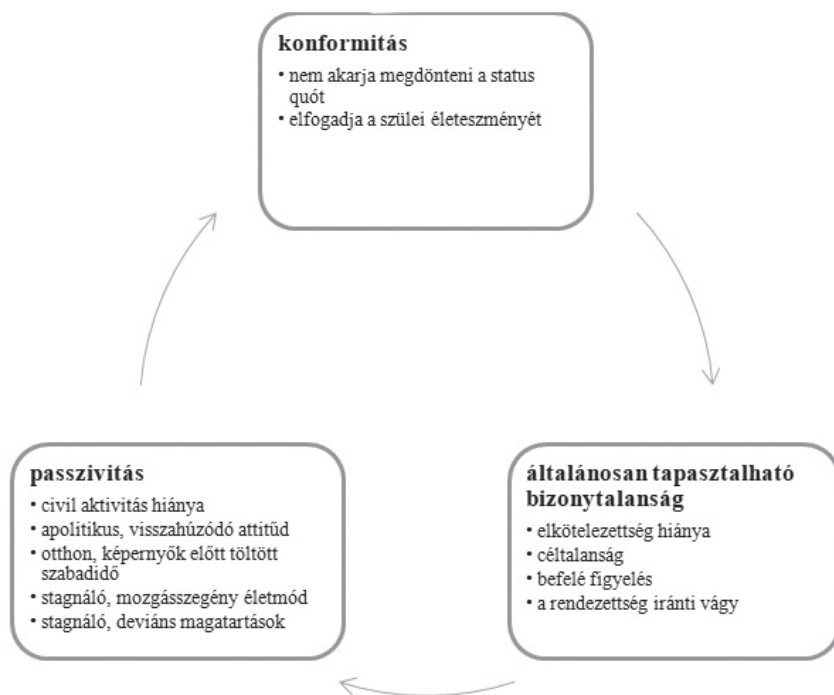 konformitás
• nem akarja megdönteni a status
quót
• elfogadja a szülei életeszményét
passzivitás
• civil aktivitás hiánya
• apolitikus, visszahúzódó attitűd
• otthon, képernyők előtt töltött
szabadidő
• stagnáló, mozgásszegény életmód
• stagnáló, deviáns magatartások
általánosan tapasztalható
bizonytalanság
• elkötelezettség hiánya
• céltalanság
• befelé figyelés
• a rendezettség iránti vágy